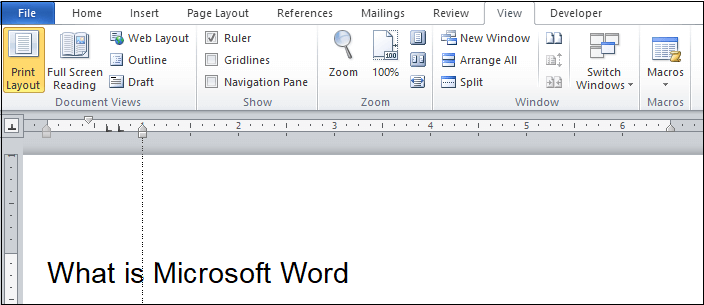 File Home Insert Page Layout References Mailings Review View Developer
Print Layout
Full Screen Reading
Web Layout
Outline
Draft
Document Views
Ruler
Gridlines
Navigation Pane
Show
Zoom
100%
100
Zoom
New Window
Arrange All
Split
Switch Windows
Window
Macros
Macros
2 3 4 5 6
What is Microsoft Word